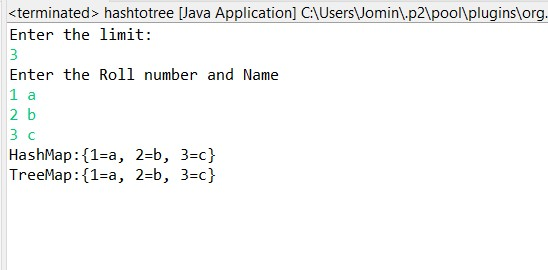 <terminated> hashtotree [Java Application] C:\Users\Jomin\.p2\pool\plugins\org.
Enter the limit:
3
Enter the Roll number and Name
1 a
2 b
3 c
HashMap:{1=a, 2=b, 3=c}
TreeMap:{1=a, 2=b, 3=c}